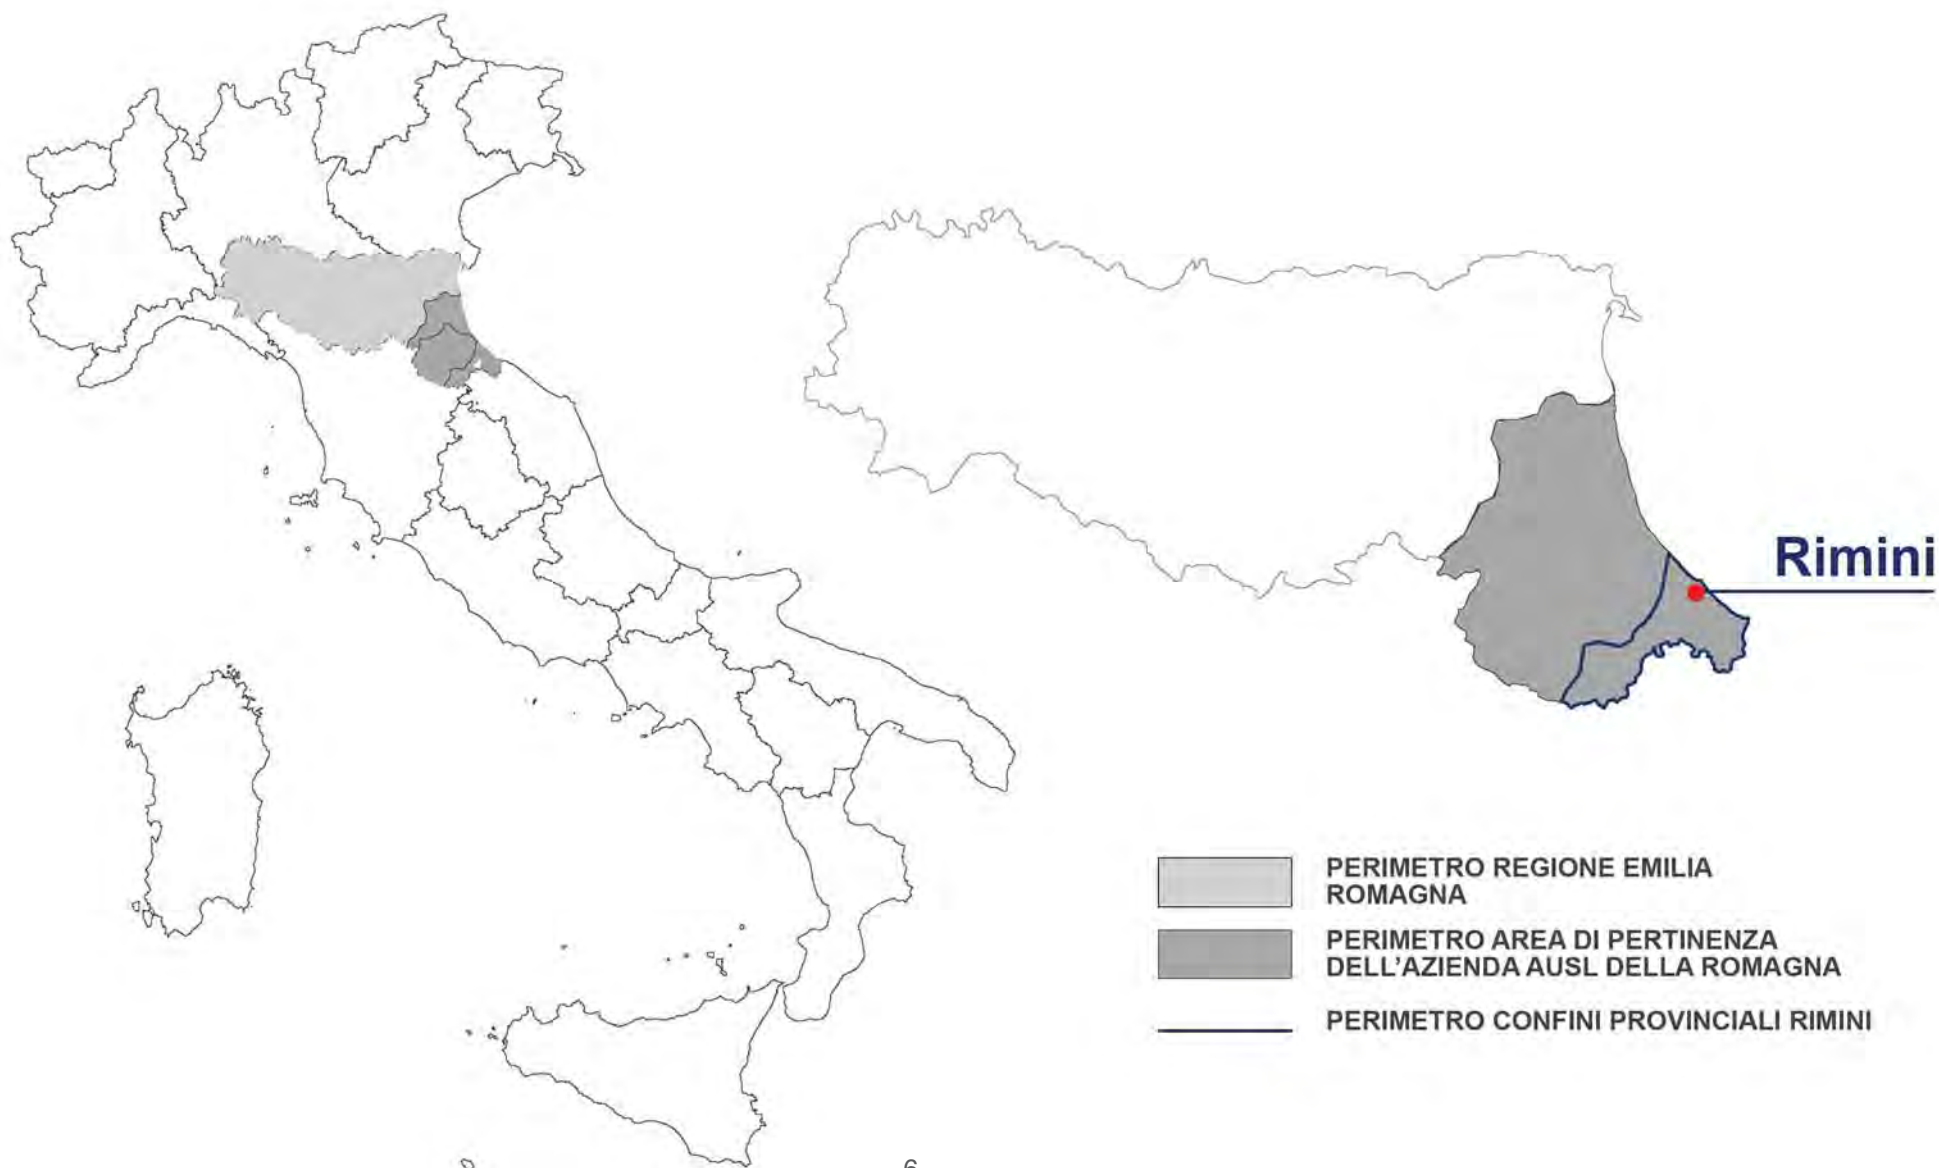 Rimini
PERIMETRO REGIONE EMILIA
ROMAGNA
PERIMETRO AREA DI PERTINENZA
DELL'AZIENDA AUSL DELLA ROMAGNA
PERIMETRO CONFINI PROVINCIALI RIMINI
6